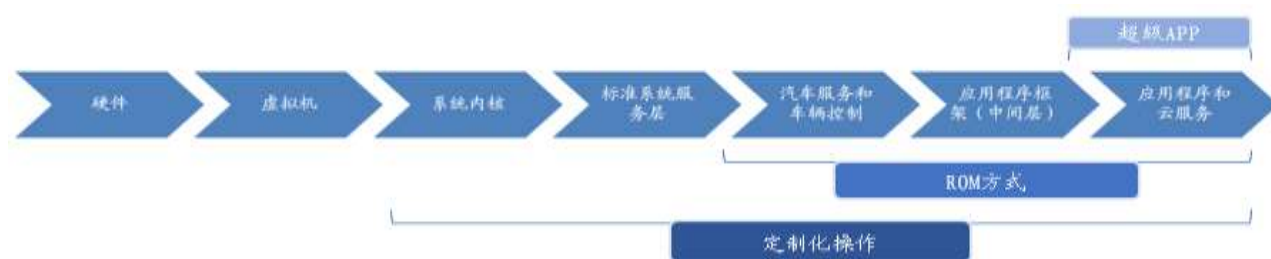 超级APP
硬件
虚拟机
系统内核
标准系统服
务层
汽车服务和
车辆控制
应用程序框
架（中间层）
应用程序和
云服务
ROM方式
定制化操作